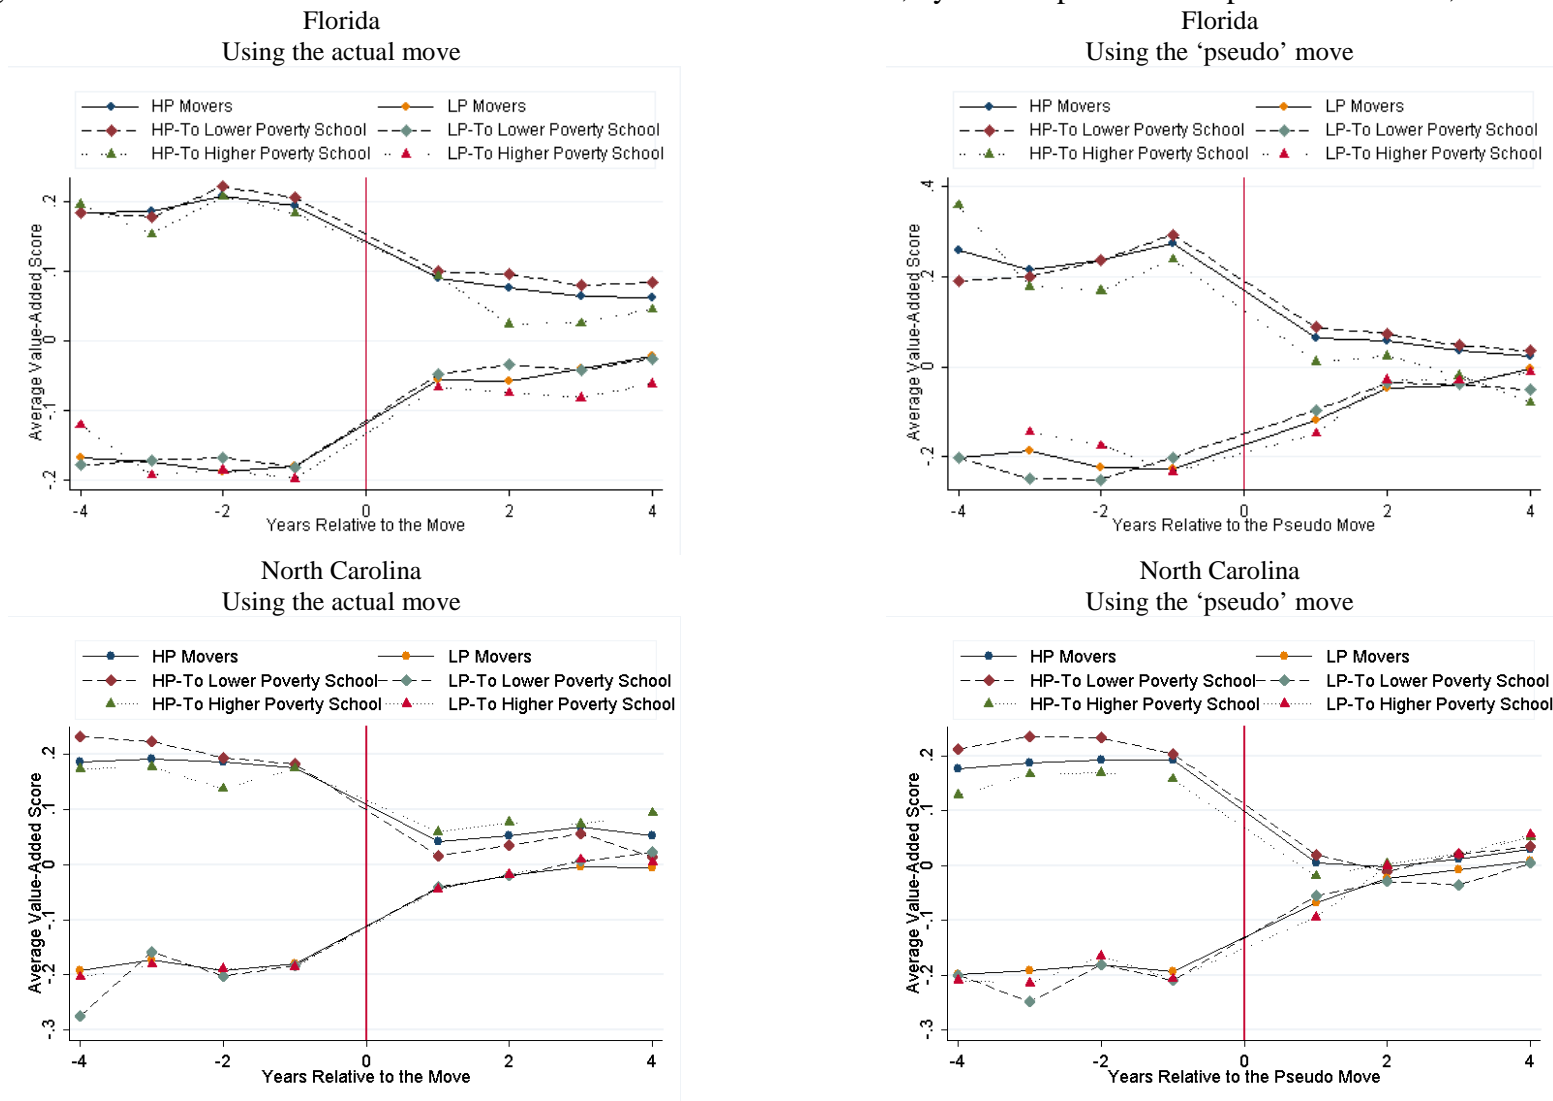 Florida
Using the actual move
HP Movers
LP Movers
HP-To Lower Poverty School
LP-To Lower Poverty School
HP-To Higher Poverty School
LP-To Higher Poverty School
Average Value-Added Score
.2
.1
0
-.1
-.2
-4
-2
0
2
4
Years Relative to the Move
Florida
Using the ‘pseudo’ move
HP Movers
LP Movers
HP-To Lower Poverty School
LP-To Lower Poverty School
HP-To Higher Poverty School
LP-To Higher Poverty School
Average Value-Added Score
.4
.2
0
-.2
-4
-2
0
2
4
Years Relative to the Pseudo Move
North Carolina
Using the actual move
HP Movers
LP Movers
HP-To Lower Poverty School
LP-To Lower Poverty School
HP-To Higher Poverty School
LP-To Higher Poverty School
Average Value-Added Score
.2
.1
0
-.1
-.2
-.3
-4
-2
0
2
4
Years Relative to the Move
North Carolina
Using the ‘pseudo’ move
HP Movers
LP Movers
HP-To Lower Poverty School
LP-To Lower Poverty School
HP-To Higher Poverty School
LP-To Higher Poverty School
Average Value-Added Score
.2
.1
0
-.1
-.2
-.3
-4
-2
0
2
4
Years Relative to the Pseudo Move